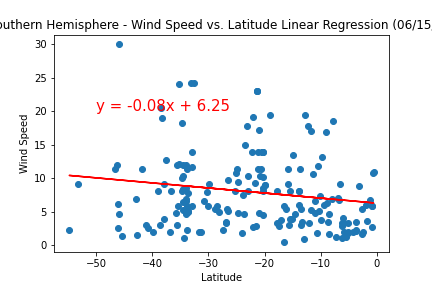 outhern Hemisphere - Wind Speed vs. Latitude Linear Regression (06/15/
30
25
20
15
10
5
0
Wind Speed
y = -0.08x + 6.25
−50 −40 −30 −20 −10 0
Latitude